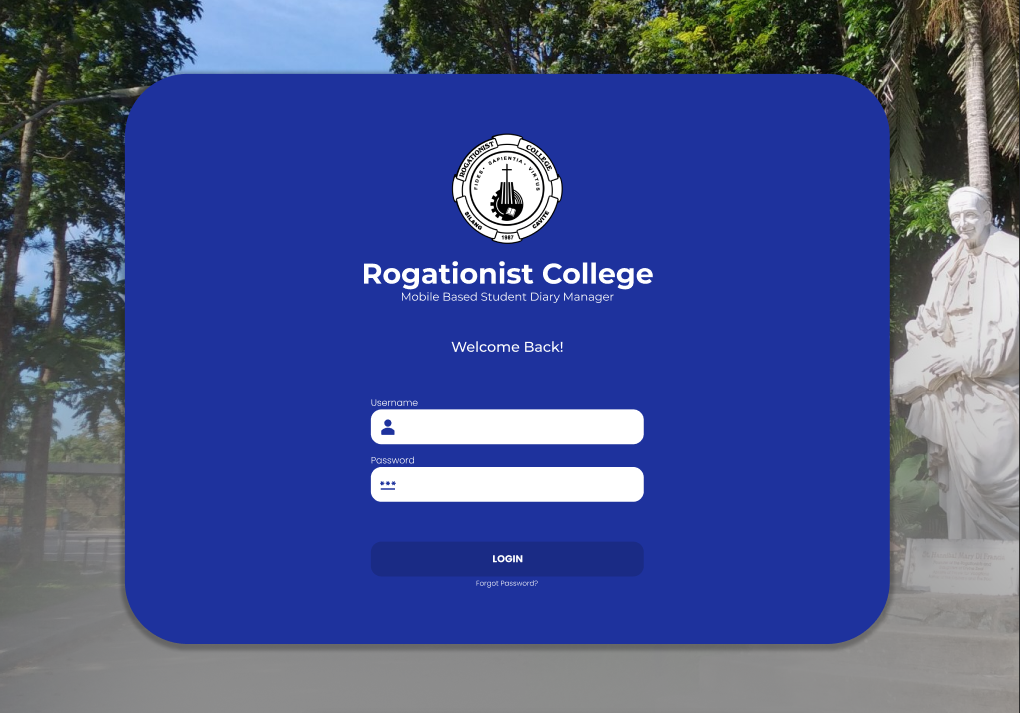 ROGATIONIST COLLEGE
FIDES • SAPIENTIA • VIRTUS
SILANG CAVITE
1987
Rogationist College
Mobile Based Student Diary Manager
Welcome Back!
Username
Password
***
LOGIN
Forgot Password?